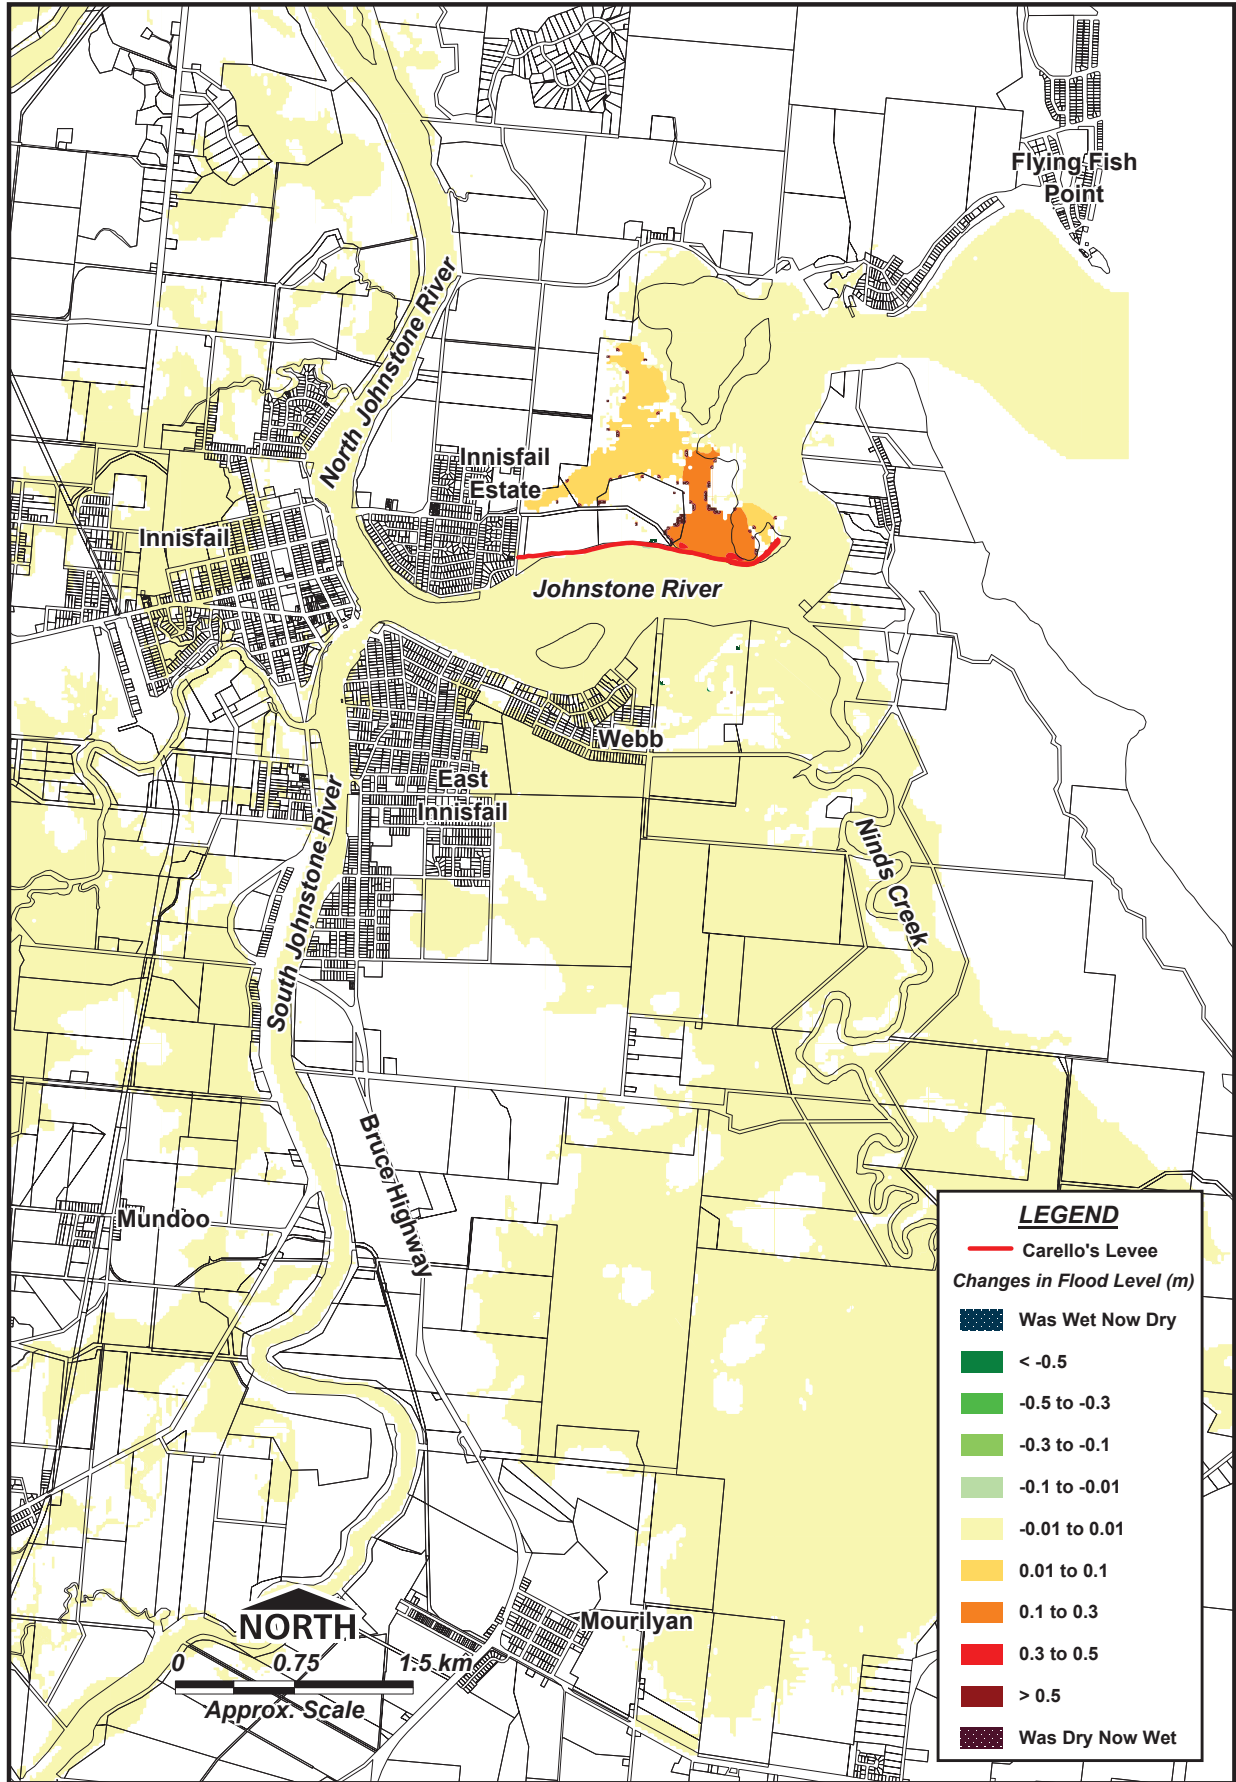 Flying Fish
Point
North Johnstone River
Innisfail
Estate
Innisfail
Johnstone River
Webb
East
Innisfail
South Johnstone River
Ninds Creek
Bruce Highway
Mundoo
Mourilyan
NORTH
0 0.75 1.5 km
Approx. Scale
LEGEND
Carello's Levee
Changes in Flood Level (m)
Was Wet Now Dry
< -0.5
-0.5 to -0.3
-0.3 to -0.1
-0.1 to -0.01
-0.01 to 0.01
0.01 to 0.1
0.1 to 0.3
0.3 to 0.5
> 0.5
Was Dry Now Wet